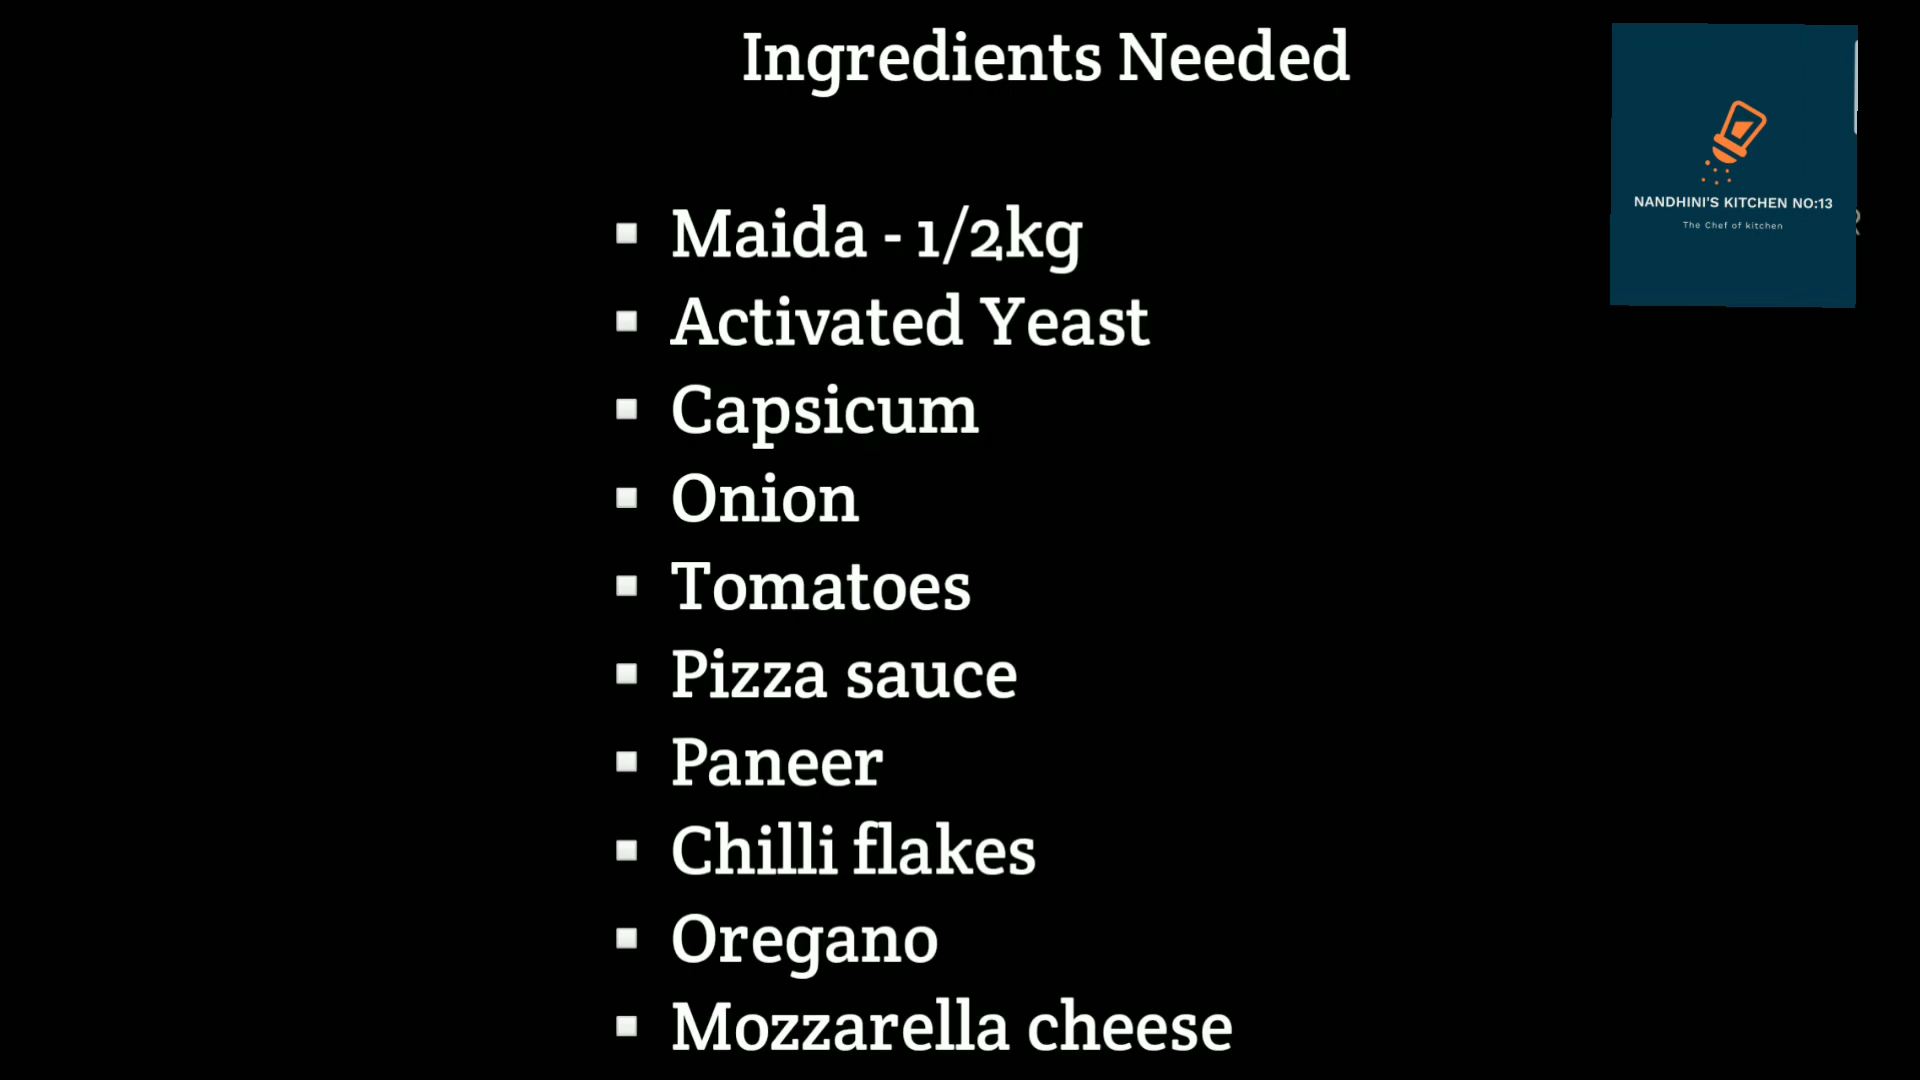 Ingredients Needed
▫ Maida - 1/2kg
▫ Activated Yeast
▫ Capsicum
▫ Onion
▫ Tomatoes
▫ Pizza sauce
▫ Paneer
▫ Chilli flakes
▫ Oregano
▫ Mozzarella cheese
NANDHINI'S KITCHEN NO:13
The Chef of kitchen